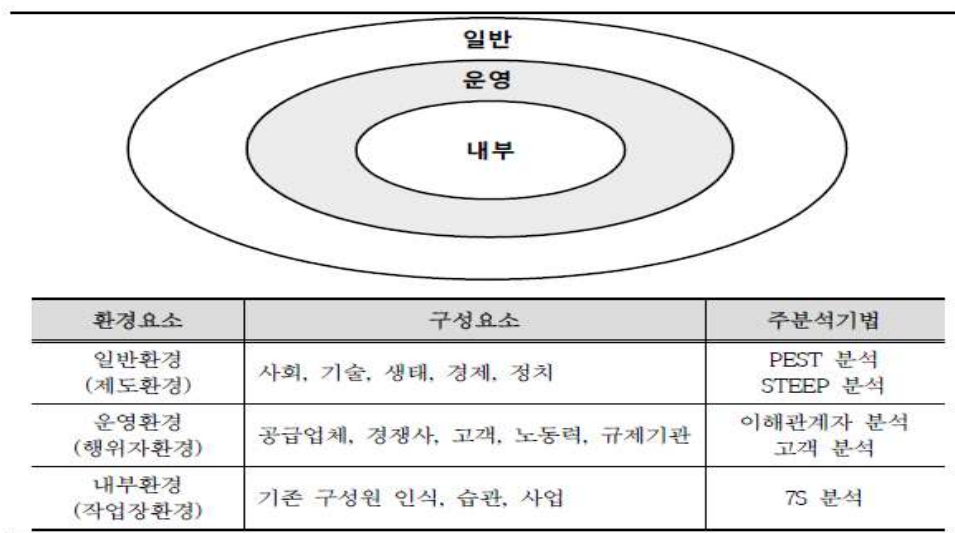 일반
운영
내부
환경요소 구성요소 주분석기법
일반환경
(제도환경)
사회, 기술, 생태, 경제, 정치
PEST 분석
STEEP 분석
운영환경
(행위자환경)
공급업체, 경쟁사, 고객, 노동력, 규제기관
이해관계자 분석
고객 분석
내부환경
(작업장환경)
기존 구성원 인식, 습관, 사업
7S 분석